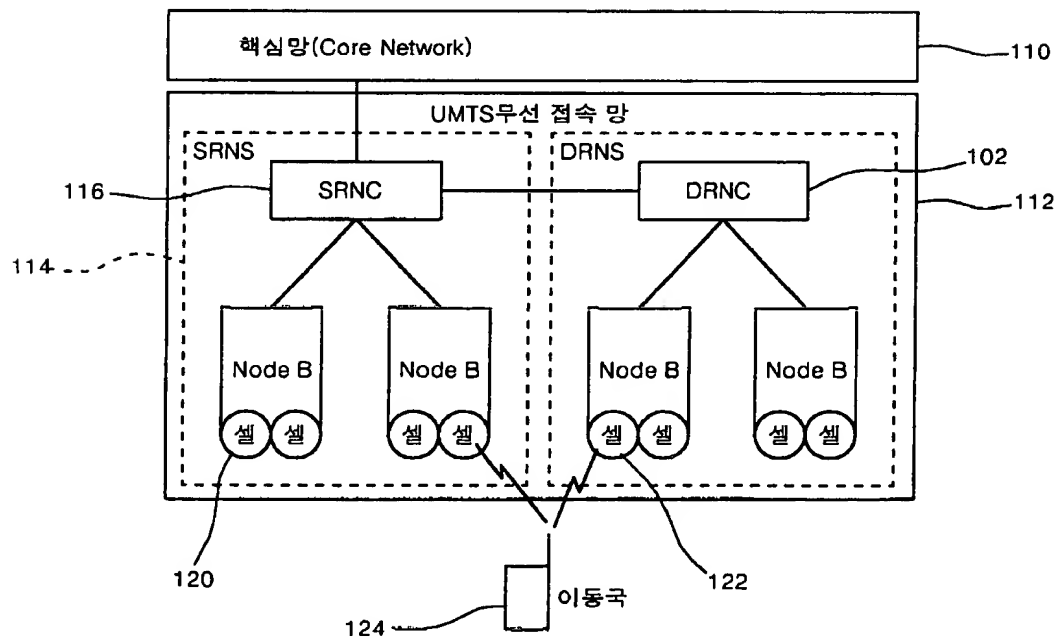 핵심망(Core Network)
110
UMTS무선 접속 망
SRNS
DRNS
102
116
SRNC
DRNC
112
114
Node B
Node B
Node B
Node B
셀 셀
셀 셀
셀 셀
셀 셀
120
122
124
이동국